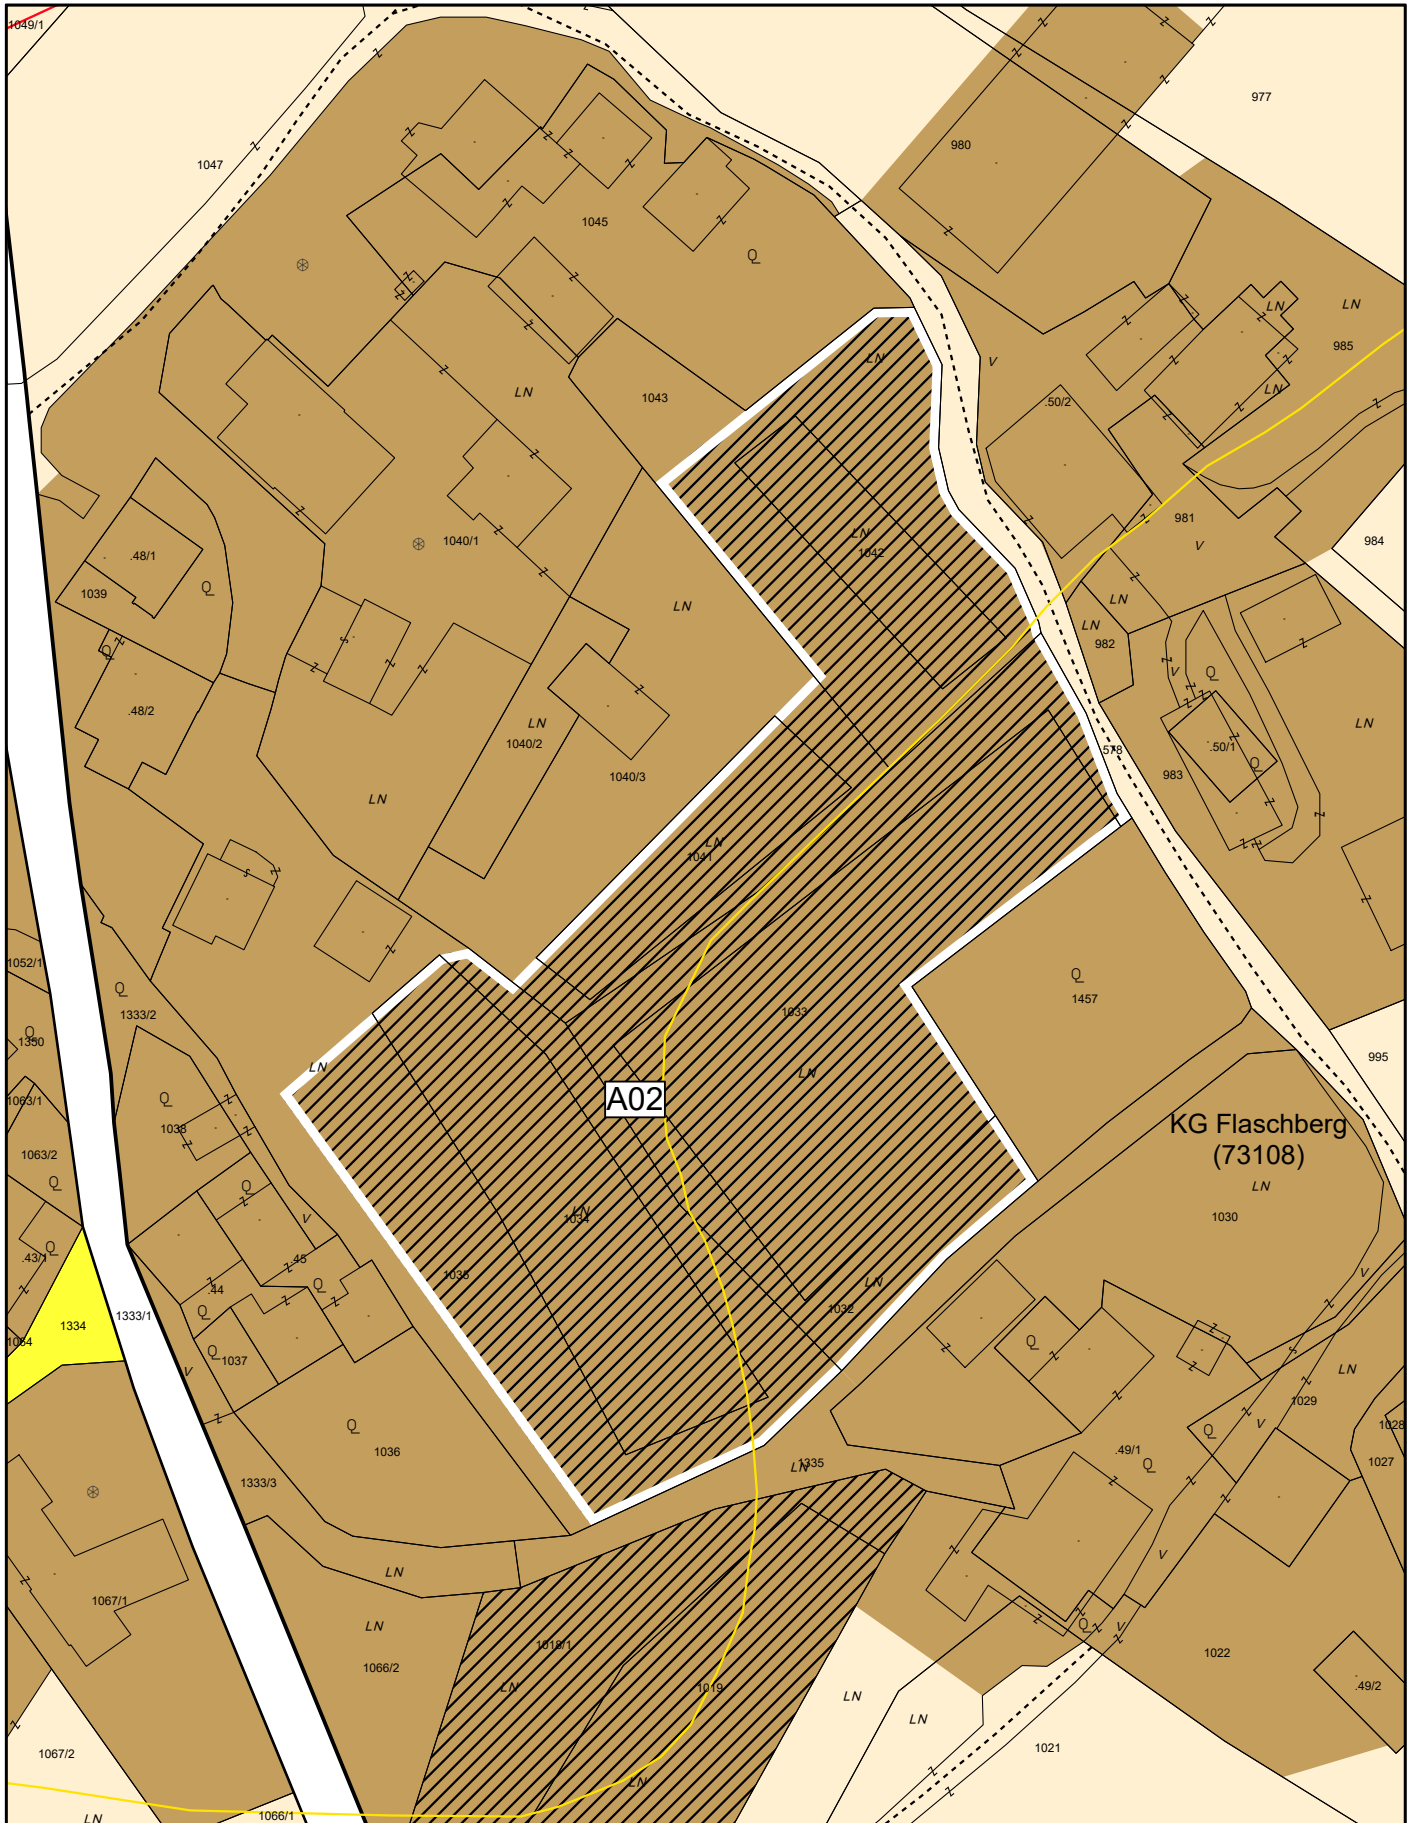 1049/1
977
1047
980
1045
Q
LN
LN
985
LN
V
LN
1043
LN
.50/2
LN
981
V
984
LN
1042
1040/1
.48/1
1039
Q
LN
LN
LN
982
Q
V
Q
.48/2
LN
1040/2
LN
578
.50/1
Q
983
1040/3
LN
LN
1041
1052/1
Q
1333/2
Q
1457
1033
Q
1350
995
LN
LN
1063/1
Q
1038
A02
KG Flaschberg
(73108)
1063/2
Q
Q
LN
1030
V
LN
1034
Q
.43/1
.45
1035
V
.44
Q
LN
1032
Q
1334
1333/1
1064
Q
Q
1037
V
LN
1029
Q
1036
V
Q
1028
.49/1
Q
1027
LN
1335
1333/3
V
LN
1067/1
LN
Q
V
1018/1
1066/2
1022
LN
1019
LN
.49/2
LN
1021
1067/2
LN
1066/1
LN